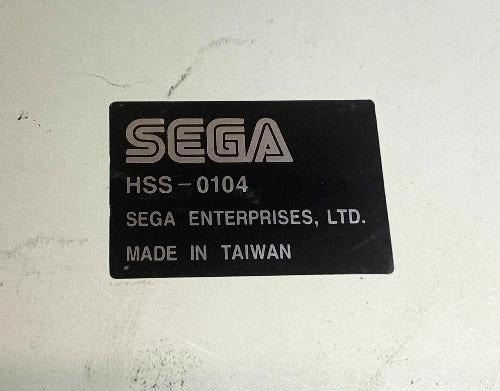 SEGA
HSS-0104
SEGA ENTERPRISES, LTD.
MADE IN TAIWAN